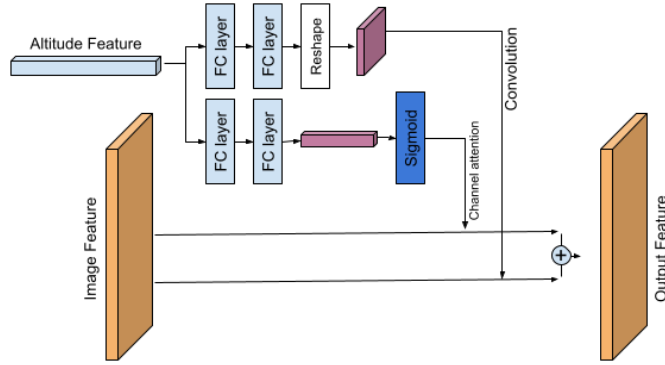 Altitude Feature
FC layer
FC layer
Reshape
Convolution
FC layer
FC layer
Sigmoid
Channel attention
Image Feature
+
Output Feature